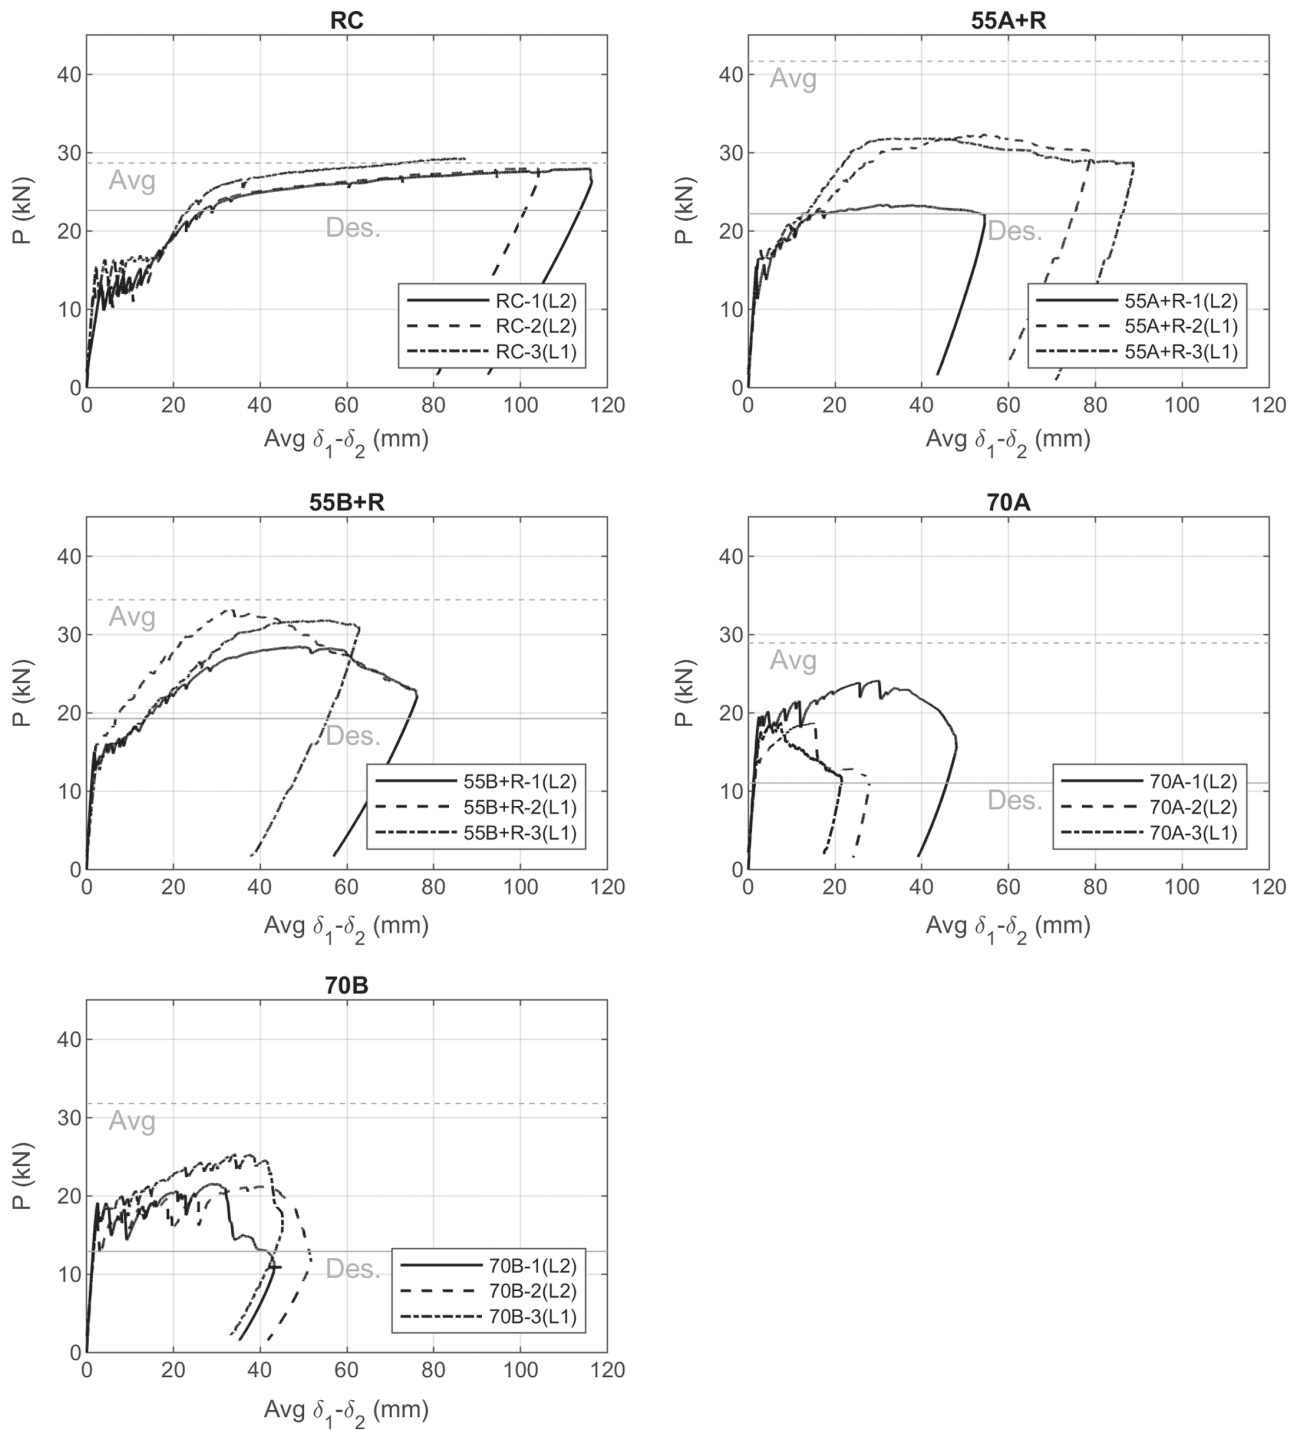 RC
40
30
20
10
0
P (kN)
Avg
Des.
RC-1(L2)
RC-2(L2)
RC-3(L1)
0 20 40 60 80 100 120
Avg δ1-δ2 (mm)
55A+R
40
30
20
10
0
P (kN)
Avg
Des.
55A+R-1(L2)
55A+R-2(L1)
55A+R-3(L1)
0 20 40 60 80 100 120
Avg δ1-δ2 (mm)
55B+R
40
30
20
10
0
P (kN)
Avg
Des.
55B+R-1(L2)
55B+R-2(L1)
55B+R-3(L1)
0 20 40 60 80 100 120
Avg δ1-δ2 (mm)
70A
40
30
20
10
0
P (kN)
Avg
Des.
70A-1(L2)
70A-2(L2)
70A-3(L1)
0 20 40 60 80 100 120
Avg δ1-δ2 (mm)
70B
40
30
20
10
0
P (kN)
Avg
Des.
70B-1(L2)
70B-2(L2)
70B-3(L1)
0 20 40 60 80 100 120
Avg δ1-δ2 (mm)